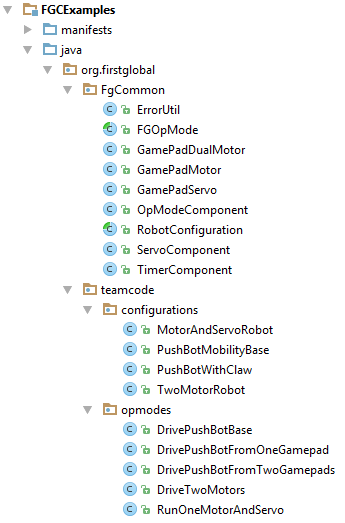 FGCExamples
manifests
java
org.firstglobal
FgCommon
ErrorUtil
FGOpMode
GamePadDualMotor
GamePadMotor
GamePadServo
OpModeComponent
RobotConfiguration
ServoComponent
TimerComponent
teamcode
configurations
MotorAndServoRobot
PushBotMobilityBase
PushBotWithClaw
TwoMotorRobot
opmodes
DrivePushBotBase
DrivePushBotFromOneGamepad
DrivePushBotFromTwoGamepads
DriveTwoMotors
RunOneMotorAndServo